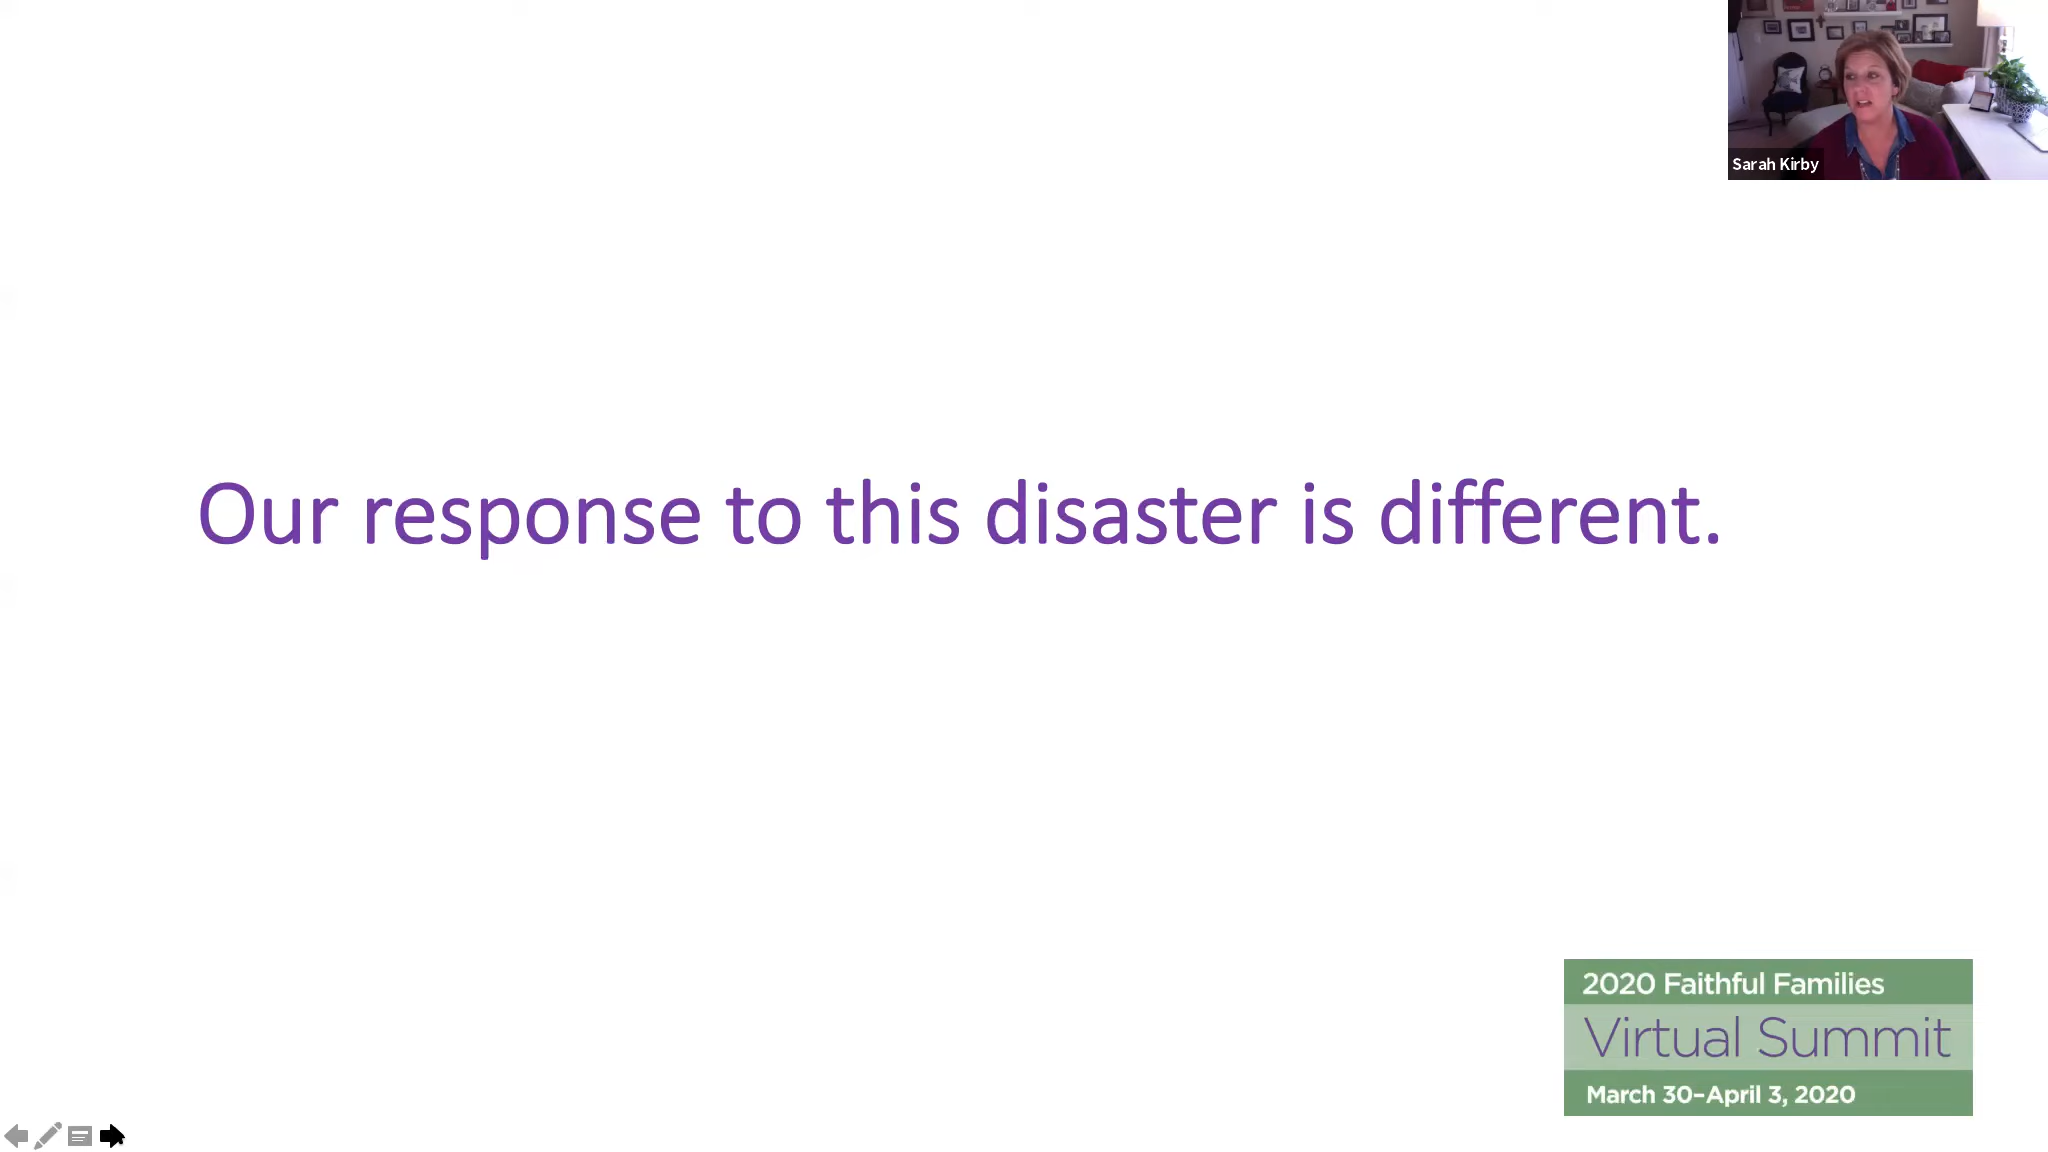 Sarah Kirby
Our response to this disaster is different.
2020 Faithful Families
Virtual Summit
March 30–April 3, 2020